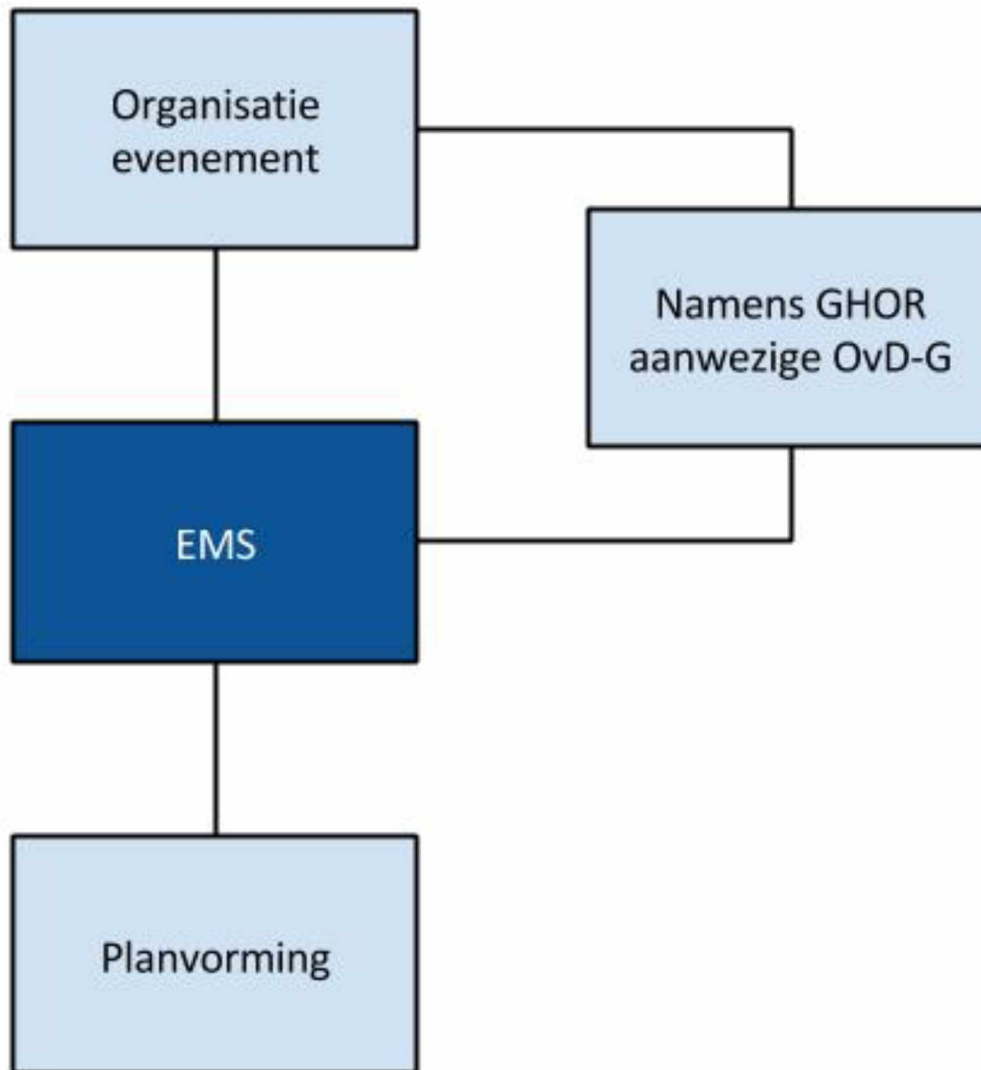 Organisatie
evenement
Namens GHOR
aanwezige OvD-G
EMS
Planvorming